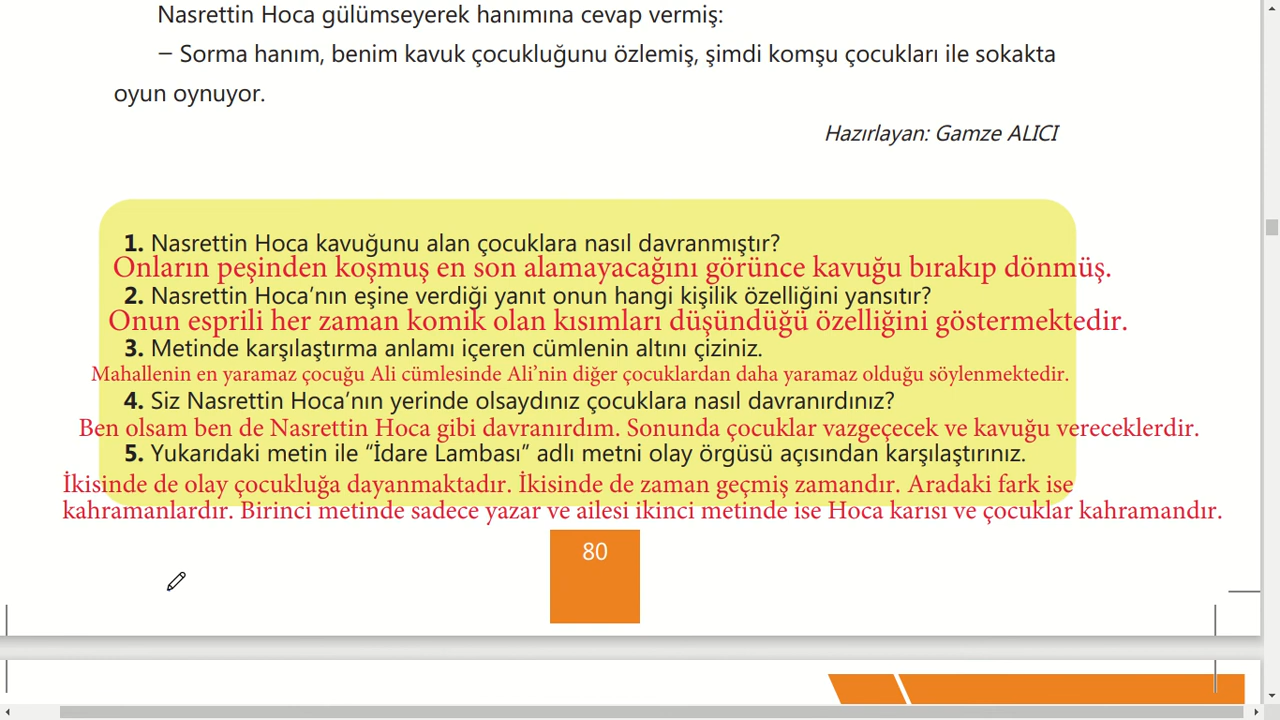 Nasrettin Hoca gülümseyerek hanımına cevap vermiş:
– Sorma hanım, benim kavuk çocukluğunu özlemiş, şimdi komşu çocukları ile sokakta
oyun oynuyor.
Hazırlayan: Gamze ALICI
1. Nasrettin Hoca kavuğunu alan çocuklara nasıl davranmıştır?
Onların peşinden koşmuş en son alamayacağını görünce kavuğu bırakıp dönmüş.
2. Nasrettin Hoca’nın eşine verdiği yanıt onun hangi kişilik özelliğini yansıtır?
Onun esprili her zaman komik olan kısımları düşündüğü özelliğini göstermektedir.
3. Metinde karşılaştırma anlamı içeren cümlenin altını çiziniz.
Mahallenin en yaramaz çocuğu Ali cümlesinde Ali’nin diğer çocuklardan daha yaramaz olduğu söylenmektedir.
4. Siz Nasrettin Hoca’nın yerinde olsaydınız çocuklara nasıl davranırdınız?
Ben olsam ben de Nasrettin Hoca gibi davranırdım. Sonunda çocuklar vazgeçecek ve kavuğu vereceklerdir.
5. Yukarıdaki metin ile “İdare Lambası” adlı metni olay örgüsü açısından karşılaştırınız.
İkisinde de olay çocukluğa dayanmaktadır. İkisinde de zaman geçmiş zamandır. Aradaki fark ise
kahramanlardır. Birinci metinde sadece yazar ve ailesi ikinci metinde ise Hoca karısı ve çocuklar kahramandır.
80